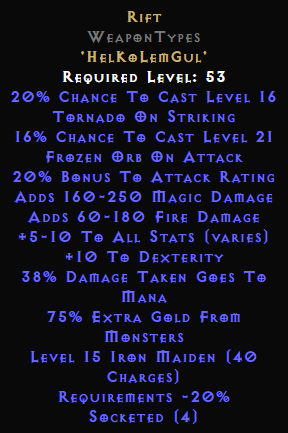 Rift
WeaponTypes
'HelKoLemGul'
Required Level: 53
20% Chance To Cast Level 16
Tornado On Striking
16% Chance To Cast Level 21
Frozen Orb On Attack
20% Bonus To Attack Rating
Adds 160-250 Magic Damage
Adds 60-180 Fire Damage
+5-10 To All Stats (varies)
+10 To Dexterity
38% Damage Taken Goes To
Mana
75% Extra Gold From
Monsters
Level 15 Iron Maiden (40
Charges)
Requirements -20%
Socketed (4)